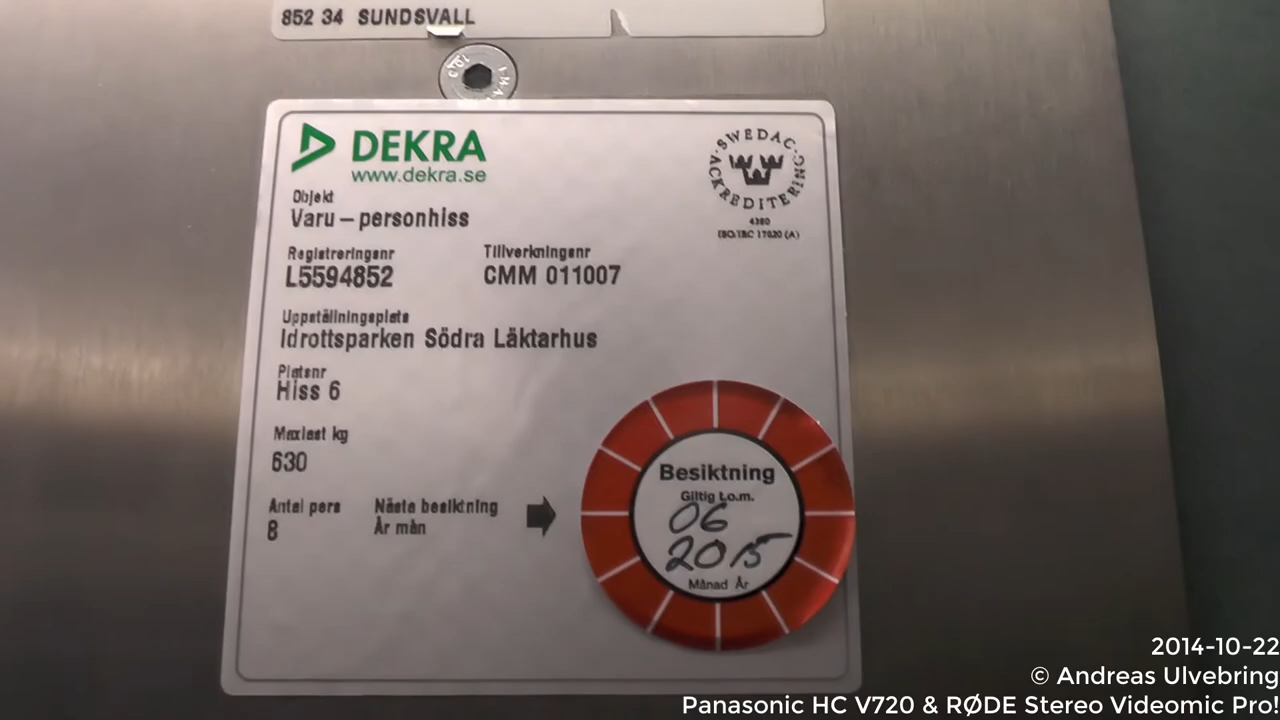 852 34 SUNDSVALL
DEKRA
www.dekra.se
SWEDAC
ACKREDITERING
4380
ISO/IEC 17020 (A)
Objekt
Varu – personhiss
Registreringsnr Tillverkningsnr
L5594852 CMM 011007
Uppställningsplats
Idrottsparken Södra Läktarhus
Platsnr
Hiss 6
Maxlast kg
630
Antal pers Nästa besiktning
8 År mån
Besiktning
Giltig t.o.m.
06
2015
Månad År
2014-10-22
© Andreas Ulvebring
Panasonic HC V720 & RØDE Stereo Videomic Pro!